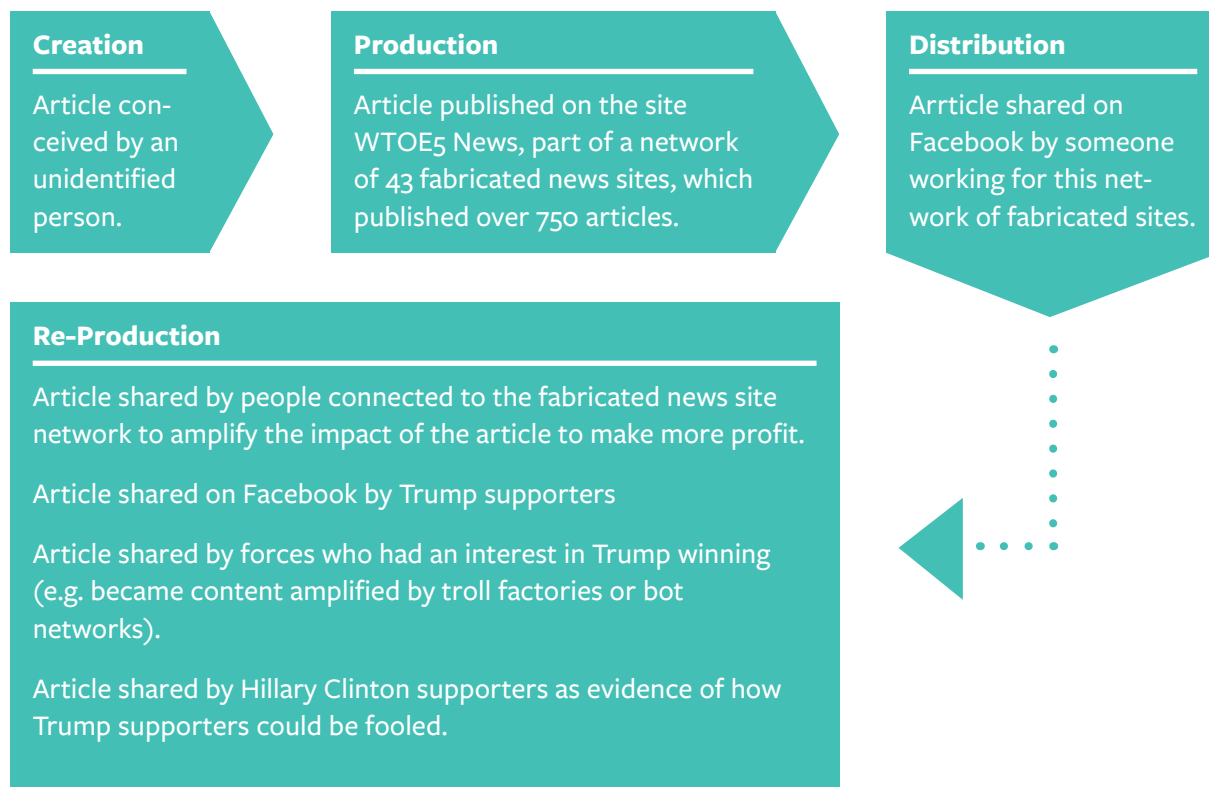 Creation
Article con-
ceived by an
unidentified
person.
Production
Article published on the site
WTOE5 News, part of a network
of 43 fabricated news sites, which
published over 750 articles.
Distribution
Arrticle shared on
Facebook by someone
working for this net-
work of fabricated sites.
Re-Production
Article shared by people connected to the fabricated news site
network to amplify the impact of the article to make more profit.
Article shared on Facebook by Trump supporters
Article shared by forces who had an interest in Trump winning
(e.g. became content amplified by troll factories or bot
networks).
Article shared by Hillary Clinton supporters as evidence of how
Trump supporters could be fooled.